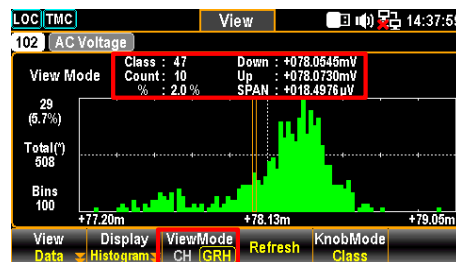 LOC TMC View 14:37:59
102 AC Voltage
View Mode
Class : 47 Down : +078.0545mV
Count : 10 Up : +078.0730mV
% : 2.0 % SPAN : +018.4976µV
29
(5.7%)
Total(*)
508
Bins
100
+77.20m +78.13m +79.05m
View Display ViewMode Refresh KnobMode
Data Histogram CH GRH Class